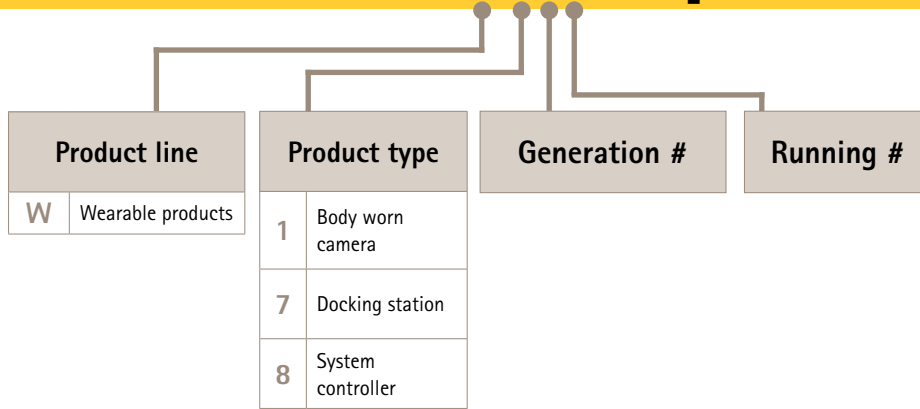 Product line
W Wearable products
Product type
1 Body worn
camera
7 Docking station
8 System
controller
Generation #
Running #